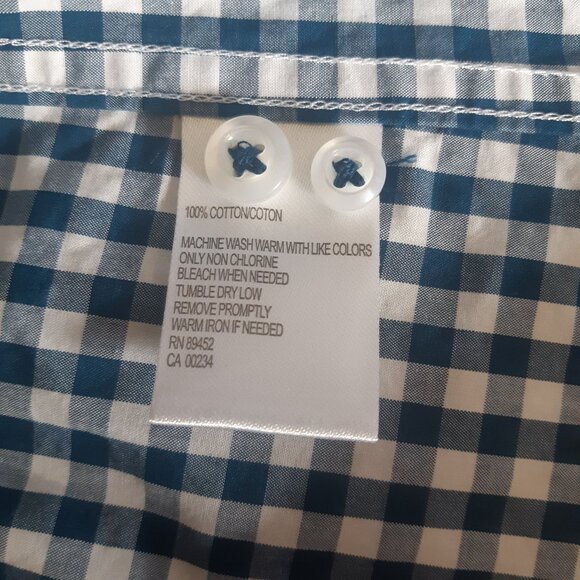 100% COTTON/COTON
MACHINE WASH WARM WITH LIKE COLORS
ONLY NON CHLORINE
BLEACH WHEN NEEDED
TUMBLE DRY LOW
REMOVE PROMPTLY
WARM IRON IF NEEDED
RN 89452
CA 00234